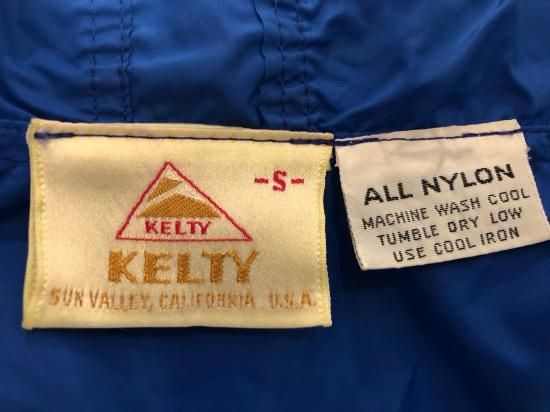 -S-
KELTY
KELTY
SUN VALLEY, CALIFORNIA U.S.A.
ALL NYLON
MACHINE WASH COOL
TUMBLE DRY LOW
USE COOL IRON